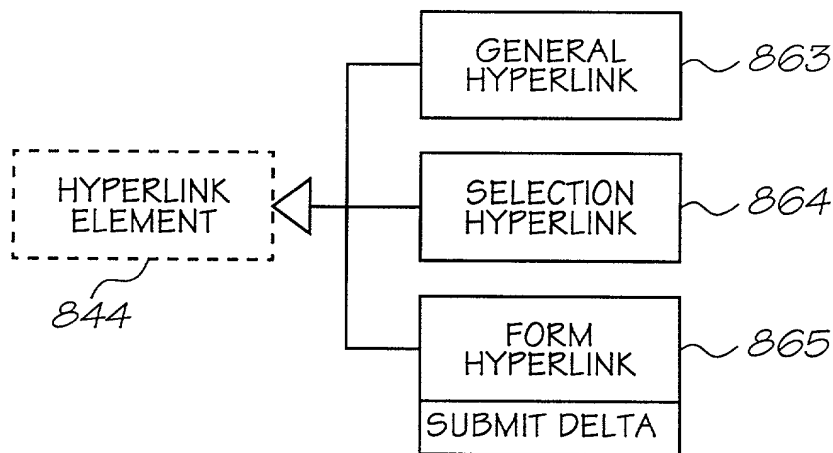 GENERAL
HYPERLINK
863
HYPERLINK
ELEMENT
844
SELECTION
HYPERLINK
864
FORM
HYPERLINK
865
SUBMIT DELTA